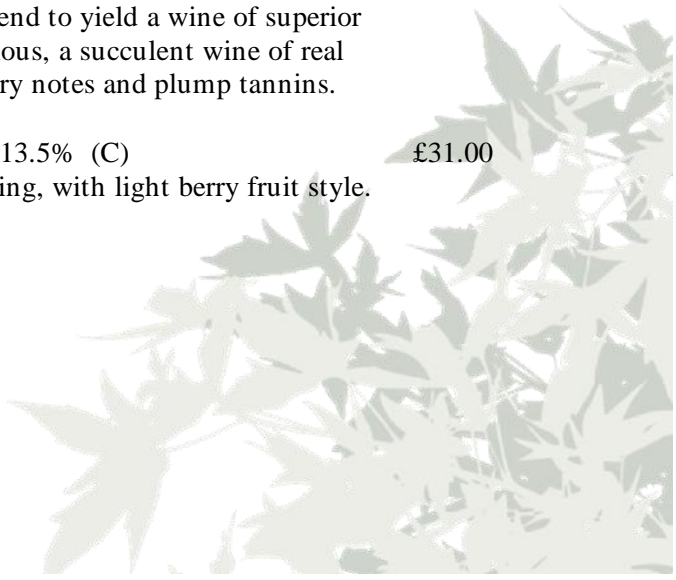 end to yield a wine of superior
ous, a succulent wine of real
ry notes and plump tannins.
13.5% (C) £31.00
ing, with light berry fruit style.